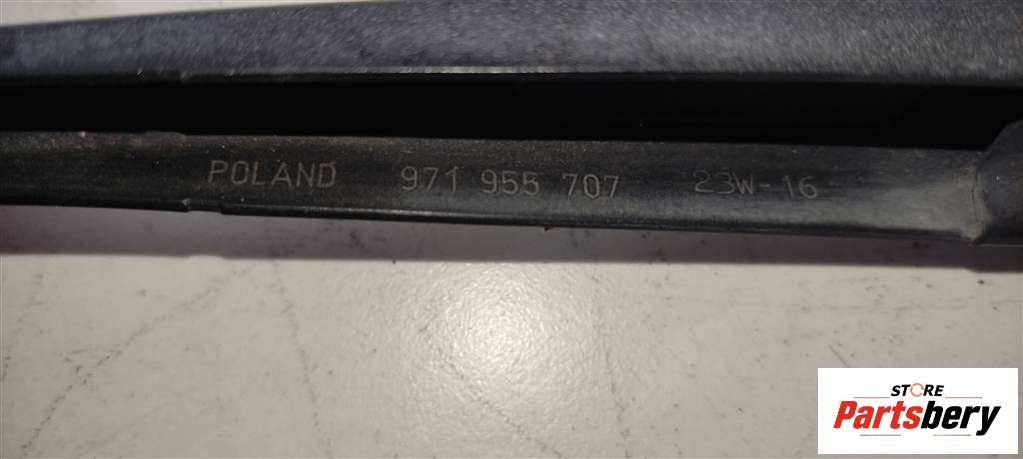 POLAND 971 955 707 23W-16
STORE
Partsbery